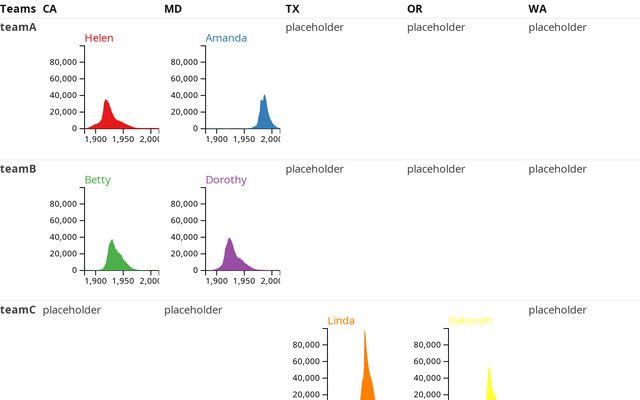 Teams CA MD TX OR WA
teamA placeholder placeholder placeholder
Helen Amanda
80,000 80,000
60,000 60,000
40,000 40,000
20,000 20,000
0 0
1,900 1,950 2,000 1,900 1,950 2,000
teamB placeholder placeholder placeholder
Betty Dorothy
80,000 80,000
60,000 60,000
40,000 40,000
20,000 20,000
0 0
1,900 1,950 2,000 1,900 1,950 2,000
teamC placeholder placeholder placeholder
Linda Deborah
80,000 80,000
60,000 60,000
40,000 40,000
20,000 20,000